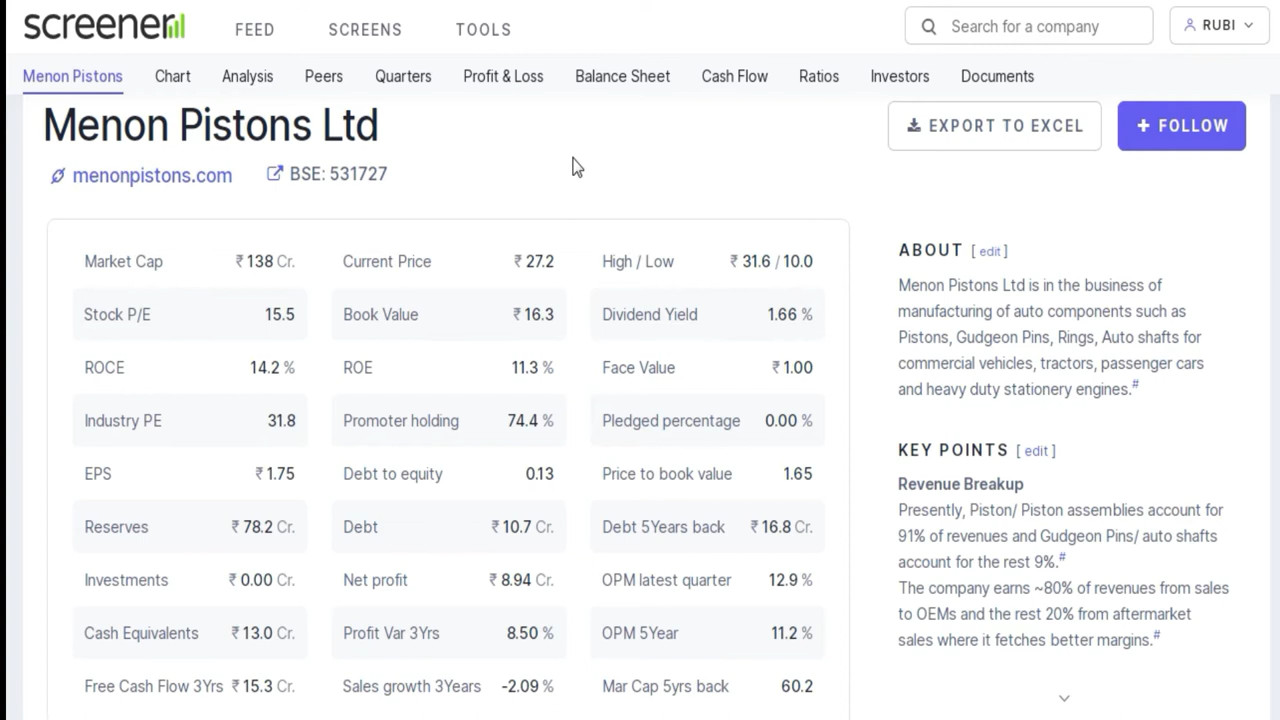 screener FEED SCREENS TOOLS Search for a company RUBI
Menon Pistons Chart Analysis Peers Quarters Profit & Loss Balance Sheet Cash Flow Ratios Investors Documents
Menon Pistons Ltd EXPORT TO EXCEL + FOLLOW
menonpistons.com BSE: 531727
Market Cap ₹ 138 Cr. Current Price ₹ 27.2 High / Low ₹ 31.6 / 10.0
Stock P/E 15.5 Book Value ₹ 16.3 Dividend Yield 1.66 %
ROCE 14.2 % ROE 11.3 % Face Value ₹ 1.00
Industry PE 31.8 Promoter holding 74.4 % Pledged percentage 0.00 %
EPS ₹ 1.75 Debt to equity 0.13 Price to book value 1.65
Reserves ₹ 78.2 Cr. Debt ₹ 10.7 Cr. Debt 5Years back ₹ 16.8 Cr.
Investments ₹ 0.00 Cr. Net profit ₹ 8.94 Cr. OPM latest quarter 12.9 %
Cash Equivalents ₹ 13.0 Cr. Profit Var 3Yrs 8.50 % OPM 5Year 11.2 %
Free Cash Flow 3Yrs ₹ 15.3 Cr. Sales growth 3Years -2.09 % Mar Cap 5yrs back 60.2
ABOUT [ edit ]
Menon Pistons Ltd is in the business of
manufacturing of auto components such as
Pistons, Gudgeon Pins, Rings, Auto shafts for
commercial vehicles, tractors, passenger cars
and heavy duty stationery engines.#
KEY POINTS [ edit ]
Revenue Breakup
Presently, Piston/ Piston assemblies account for
91% of revenues and Gudgeon Pins/ auto shafts
account for the rest 9%.#
The company earns ~80% of revenues from sales
to OEMs and the rest 20% from aftermarket
sales where it fetches better margins.#